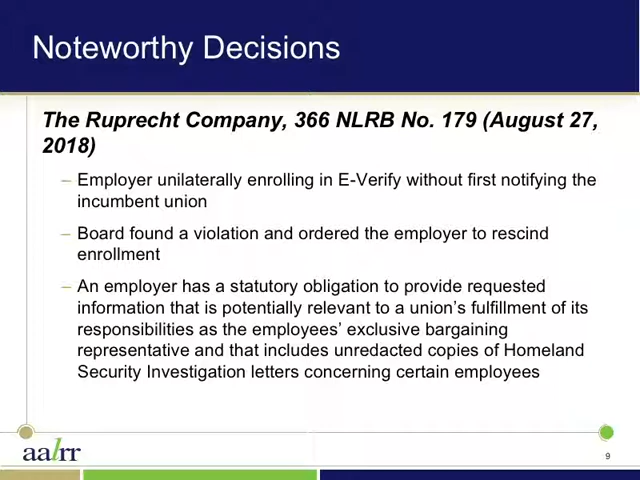 Noteworthy Decisions
The Ruprecht Company, 366 NLRB No. 179 (August 27,
2018)
– Employer unilaterally enrolling in E-Verify without first notifying the
incumbent union
– Board found a violation and ordered the employer to rescind
enrollment
– An employer has a statutory obligation to provide requested
information that is potentially relevant to a union’s fulfillment of its
responsibilities as the employees’ exclusive bargaining
representative and that includes unredacted copies of Homeland
Security Investigation letters concerning certain employees
aalrr
9